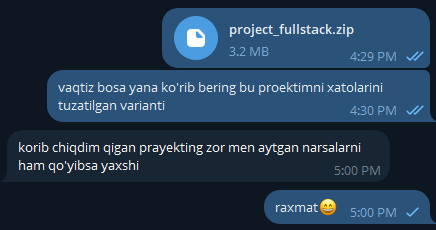 project_fullstack.zip
3.2 MB
4:29 PM
vaqtiz bosa yana ko'rib bering bu proektimni xatolarini
tuzatilgan varianti
4:30 PM
korib chiqdim qigan prayekting zor men aytgan narsalarni
ham qo'yibsa yaxshi
5:00 PM
raxmat😄 5:00 PM